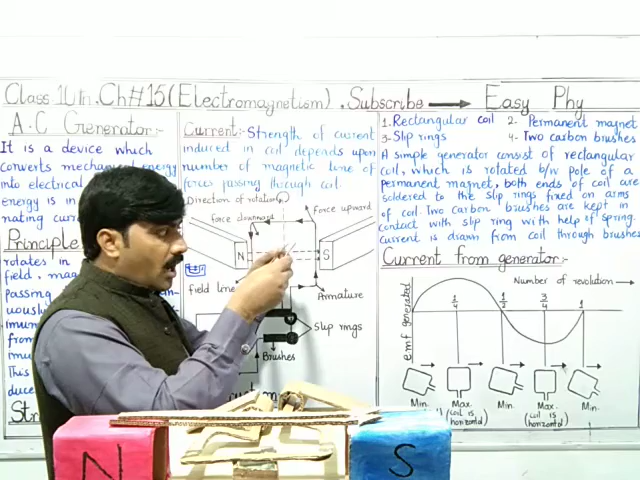 Class 10th. Ch#15(Electromagnetism). Subscribe → Easy Phy
A.C Generator:-
It is a device which
converts mechanical energy
into electrical
energy is in
nating curr
Principle
rotates in
field, mag
passing
uously
imum
from
imu
This
duce
Str
Current:- Strength of current
induced in coil depends upon
number of magnetic lone of
forces passing through coil.
Direction of rotation
force downward
Force upward
N
S
field line
Armature
Slip rings
Brushes
1. Rectangular coil 2- Permanent magnet
3- Slip rings 4- Two carbon brushes
A simple generator consist of rectangular
coil, which is rotated b/w pole of a
permanent magnet, both ends of coil are
soldered to the slip rings fixed on arms
of coil. Two carbon brushes are kept in
contact with slip ring with help of spring.
Current is drawn from coil through brushes
Current from generator:-
Number of revolution →
emf generated
1/4 1/2 3/4 1
Min. Max. Min. Max. Min.
(coil is horizontal) (coil is horizontal)
N
S